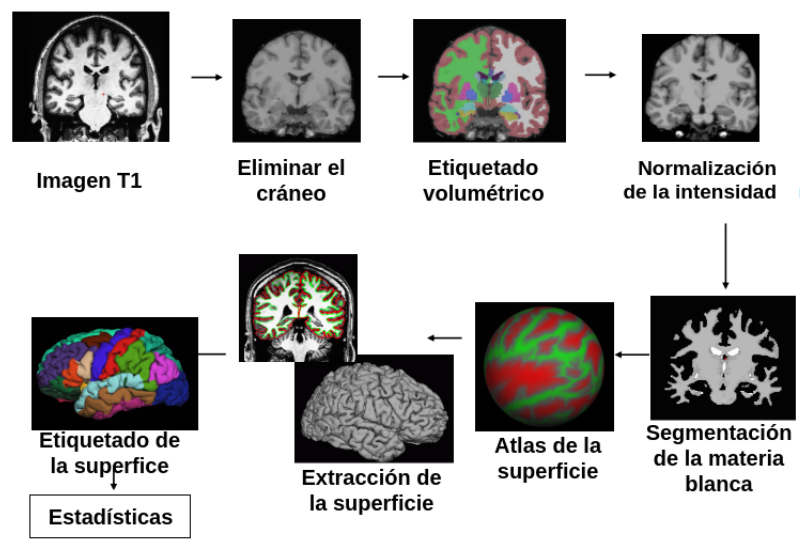 Imagen T1
Eliminar el
cráneo
Etiquetado
volumétrico
Normalización
de la intensidad
Segmentación
de la materia
blanca
Atlas de la
superficie
Extracción de
la superficie
Etiquetado de
la superfice
Estadísticas